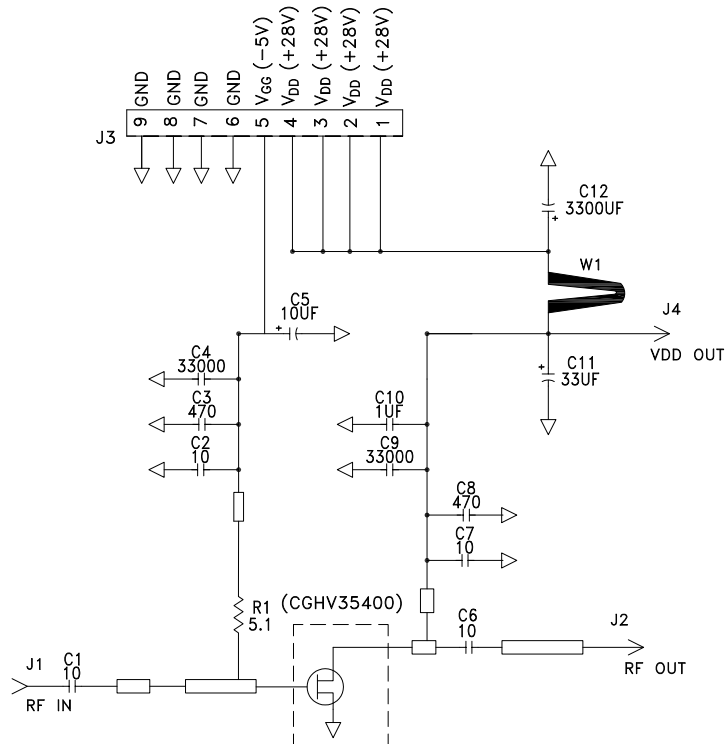 GND
GND
GND
GND
VGG (-5V)
VDD (+28V)
VDD (+28V)
VDD (+28V)
VDD (+28V)
9
8
7
6
5
4
3
2
1
J3
C12
3300UF
+
W1
J4
VDD OUT
C5
10UF
+
C11
33UF
+
C4
33000
C3
470
C2
10
C10
1UF
C9
33000
C8
470
C7
10
R1
5.1
(CGHV35400)
C6
10
J2
RF OUT
J1
C1
10
RF IN